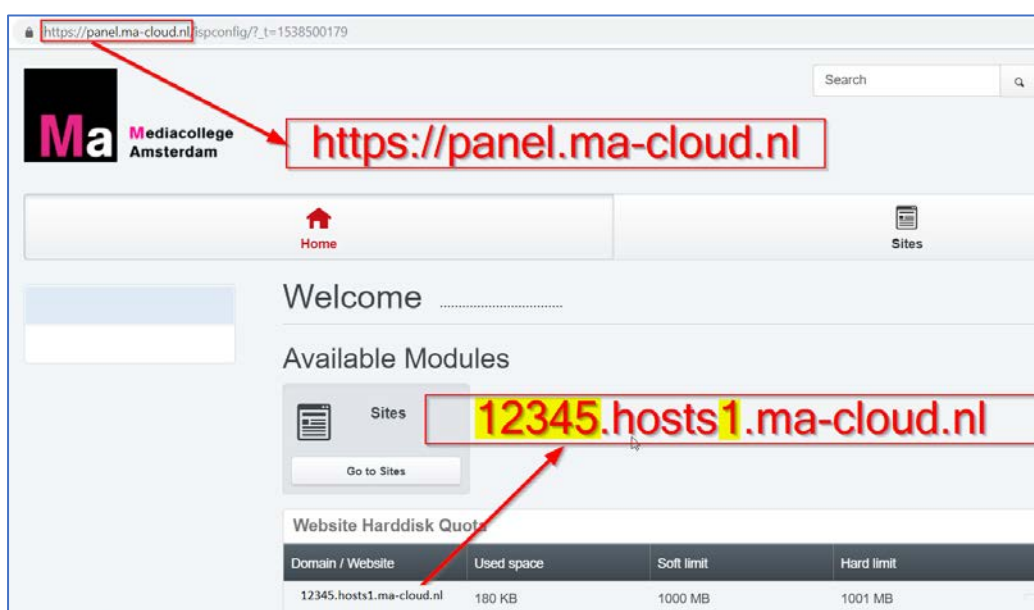 https://panel.ma-cloud.nl/ispconfig/?_t=1538500179
Search
Ma Mediacollege
Amsterdam
https://panel.ma-cloud.nl
Home
Sites
Welcome ................................
Available Modules
Sites
12345.hosts1.ma-cloud.nl
Go to Sites
Website Harddisk Quota
Domain / Website Used space Soft limit Hard limit
12345.hosts1.ma-cloud.nl 180 KB 1000 MB 1001 MB